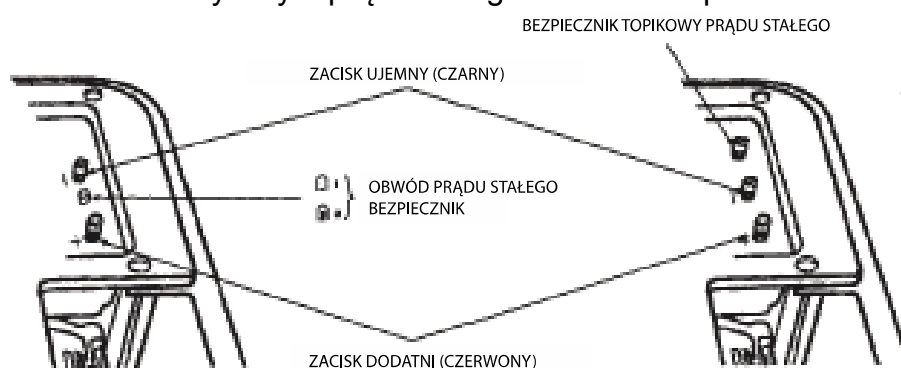 BEZPIECZNIK TOPIKOWY PRĄDU STAŁEGO
ZACISK UJEMNY (CZARNY)
OBWÓD PRĄDU STAŁEGO
BEZPIECZNIK
ZACISK DODATNI (CZERWONY)